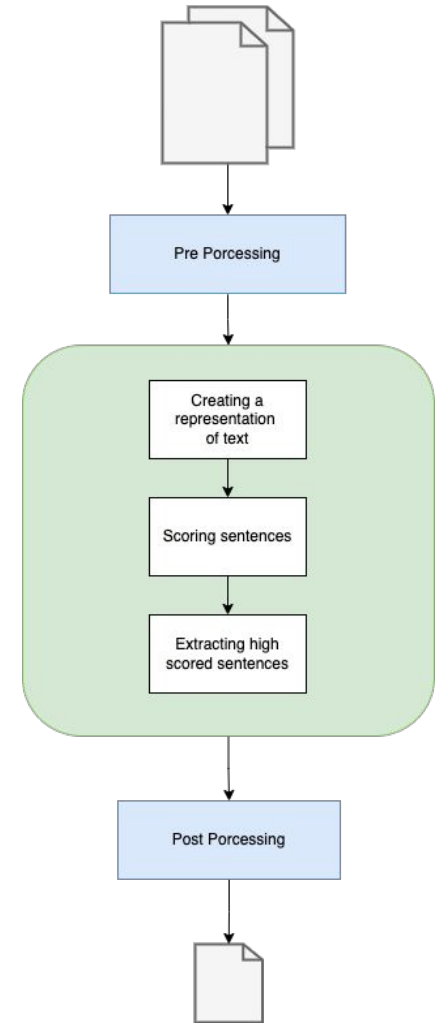 Pre Porcessing
Creating a
representation
of text
Scoring sentences
Extracting high
scored sentences
Post Porcessing